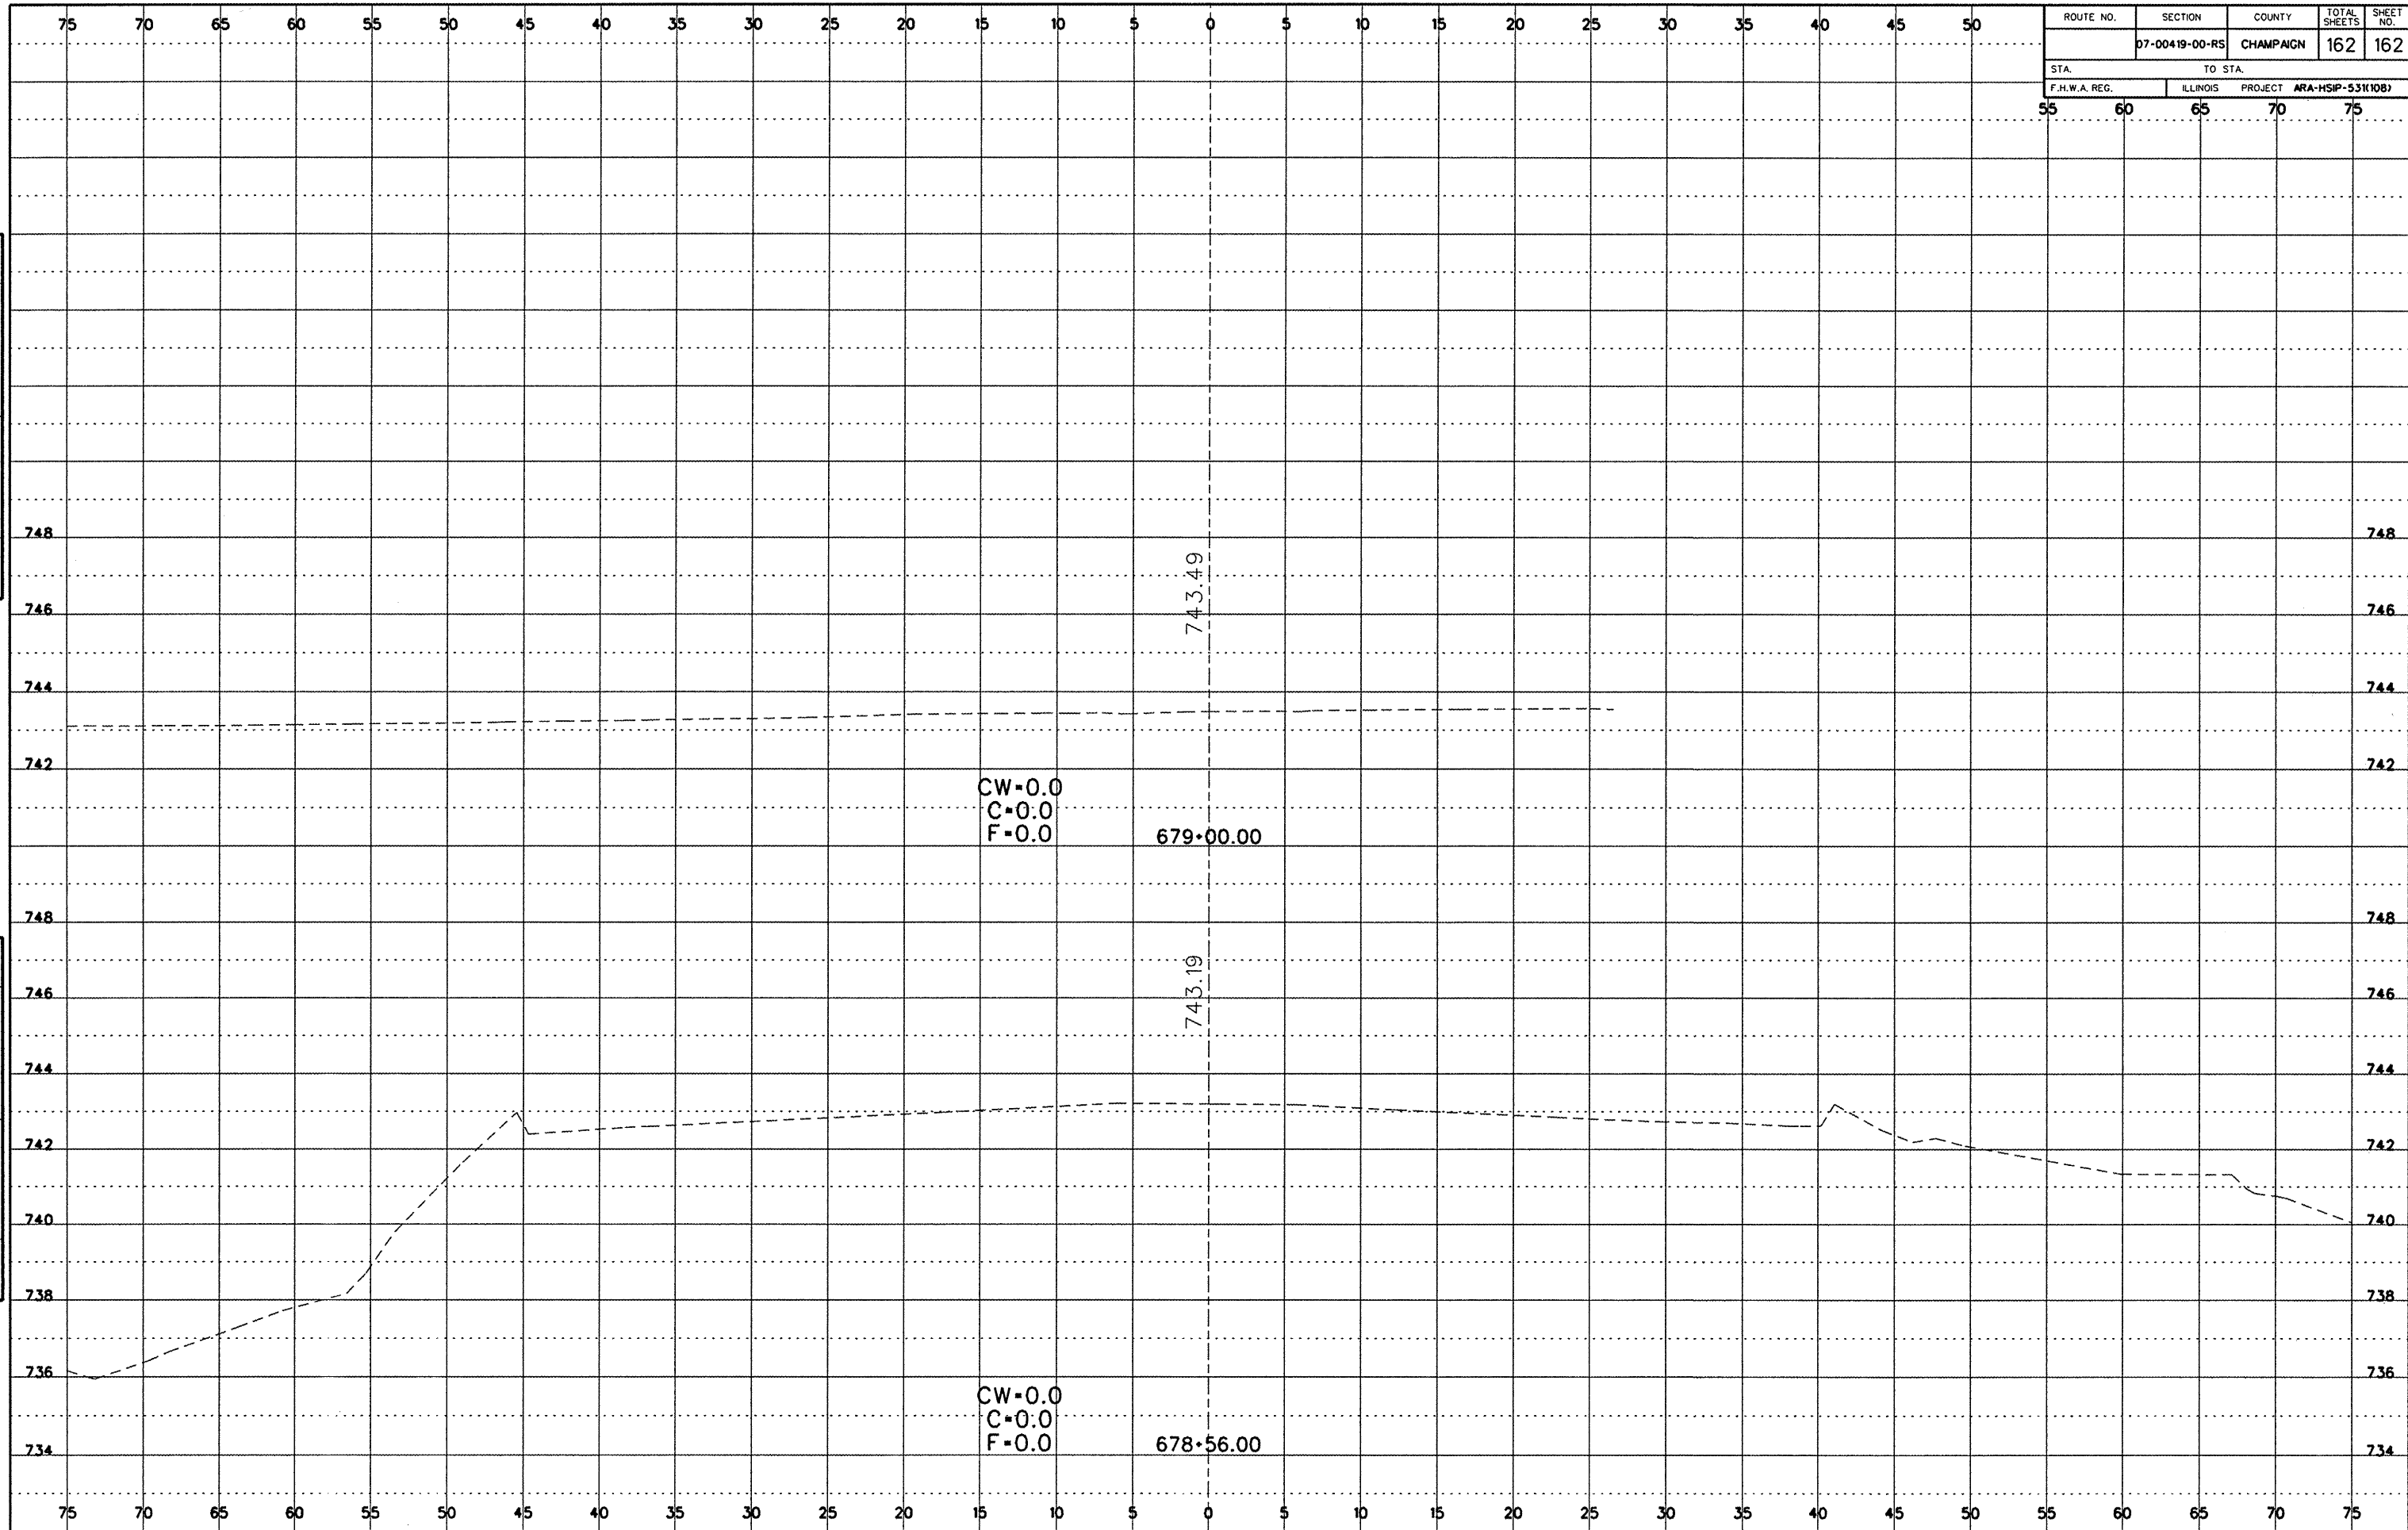 75 70 65 60 55 50 45 40 35 30 25 20 15 10 5 0 5 10 15 20 25 30 35 40 45 50
ROUTE NO. SECTION COUNTY TOTAL SHEETS SHEET NO.
07-00419-00-RS CHAMPAIGN 162 162
STA. TO STA.
F.H.W.A. REG. ILLINOIS PROJECT ARA-HSIP-531(108)
55 60 65 70 75
748 748
743.49
746 746
744 744
742 742
CW=0.0
C=0.0
F=0.0 679+00.00
748 748
743.19
746 746
744 744
742 742
740 740
738 738
736 736
CW=0.0
C=0.0
F=0.0 678+56.00
734 734
75 70 65 60 55 50 45 40 35 30 25 20 15 10 5 0 5 10 15 20 25 30 35 40 45 50 55 60 65 70 75